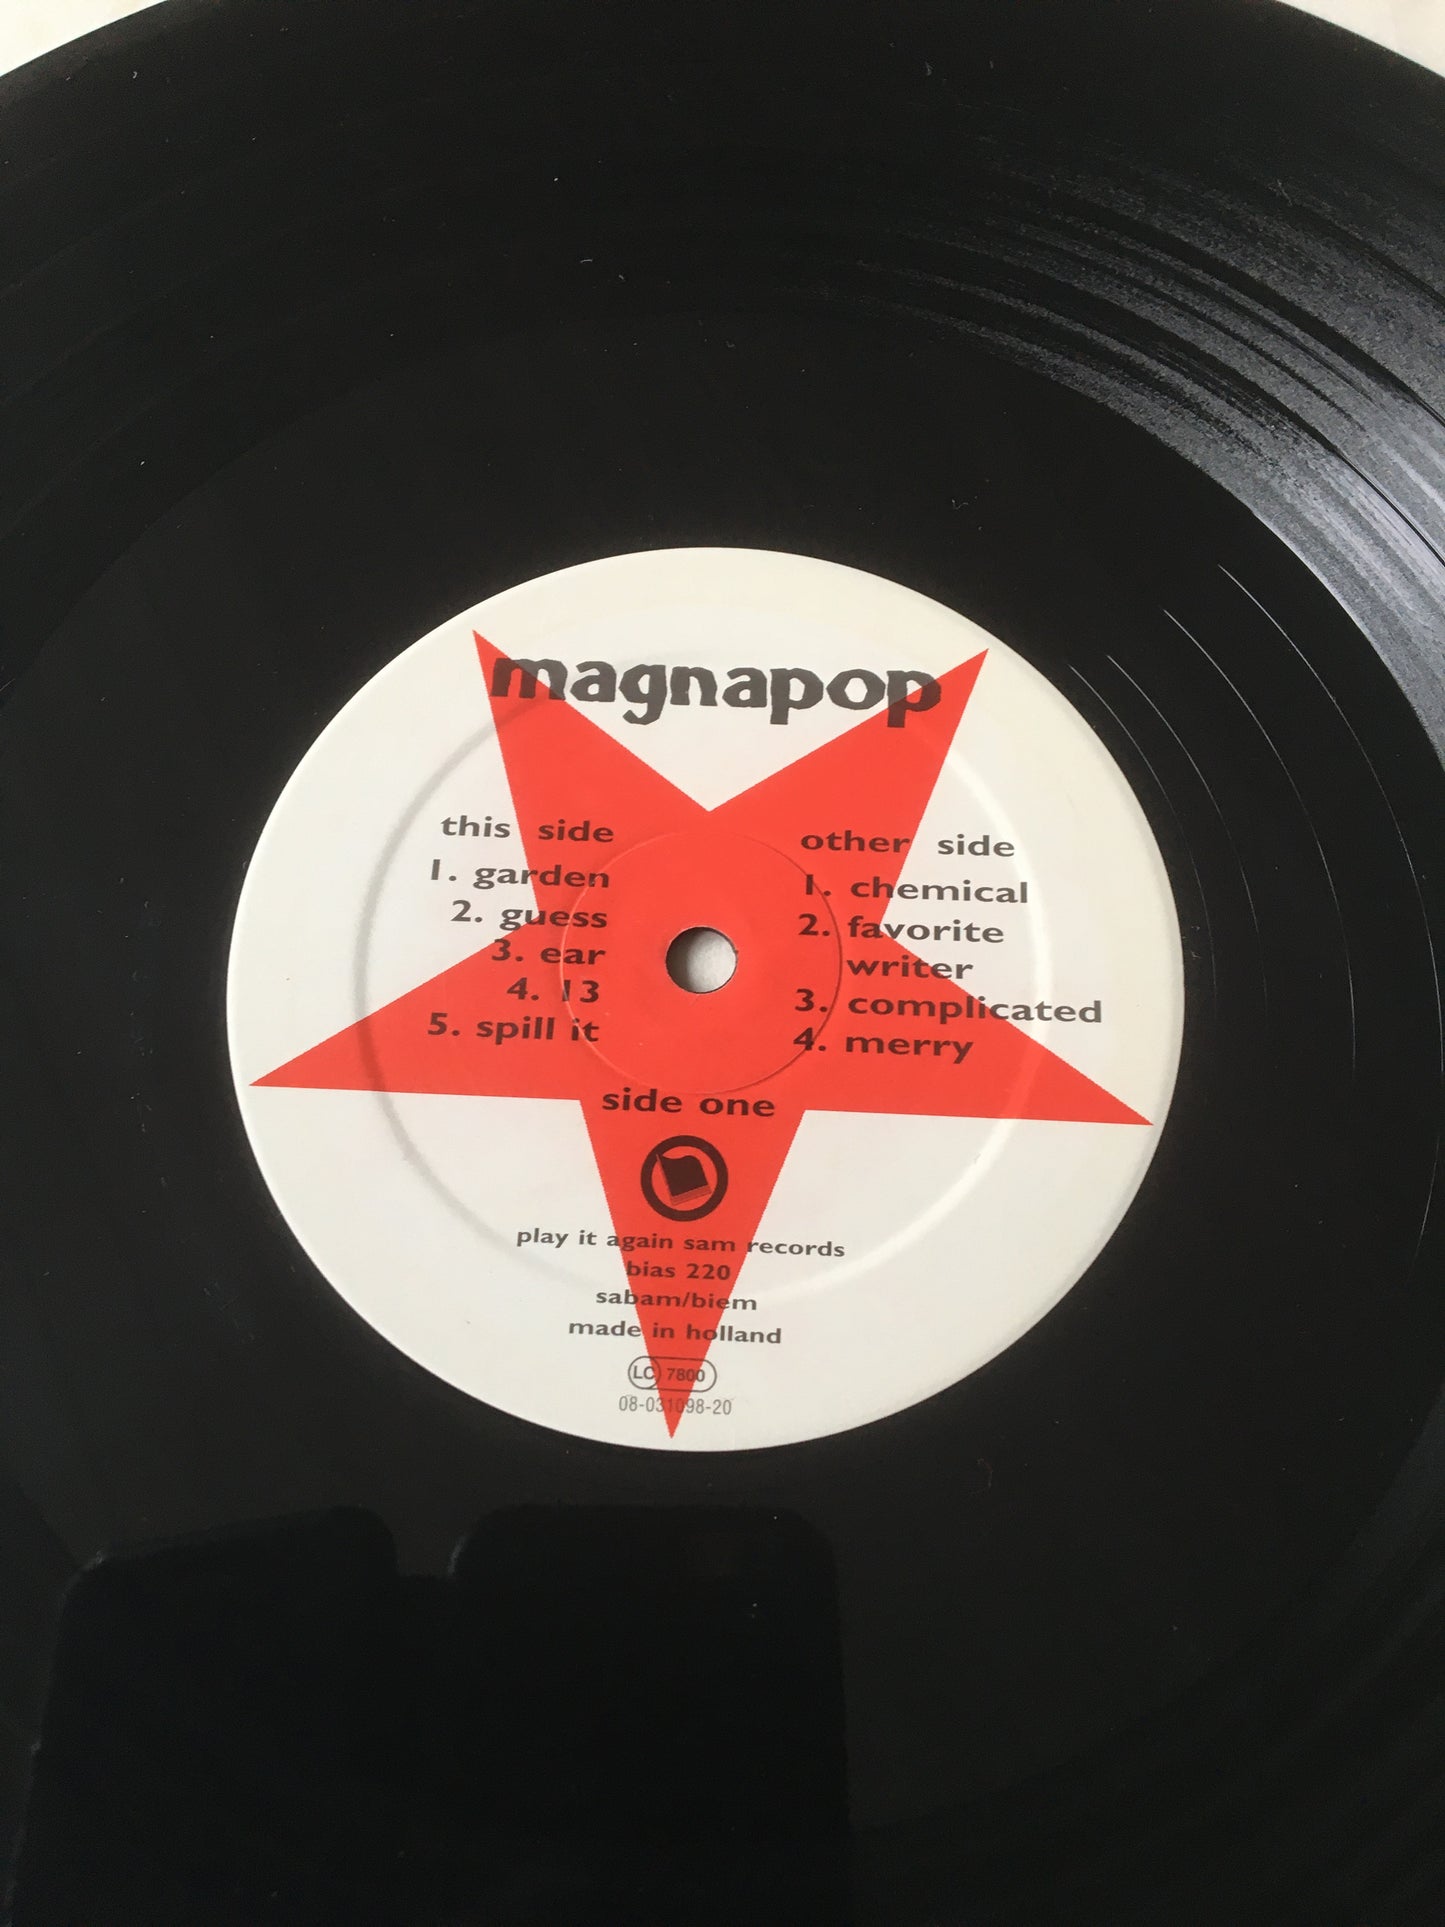 magnapop
this side
1. garden
2. guess
3. ear
4. 13
5. spill it
other side
1. chemical
2. favorite
writer
3. complicated
4. merry
side one
play it again sam records
bias 220
sabam/biem
made in holland
LC 7800
08-031098-20